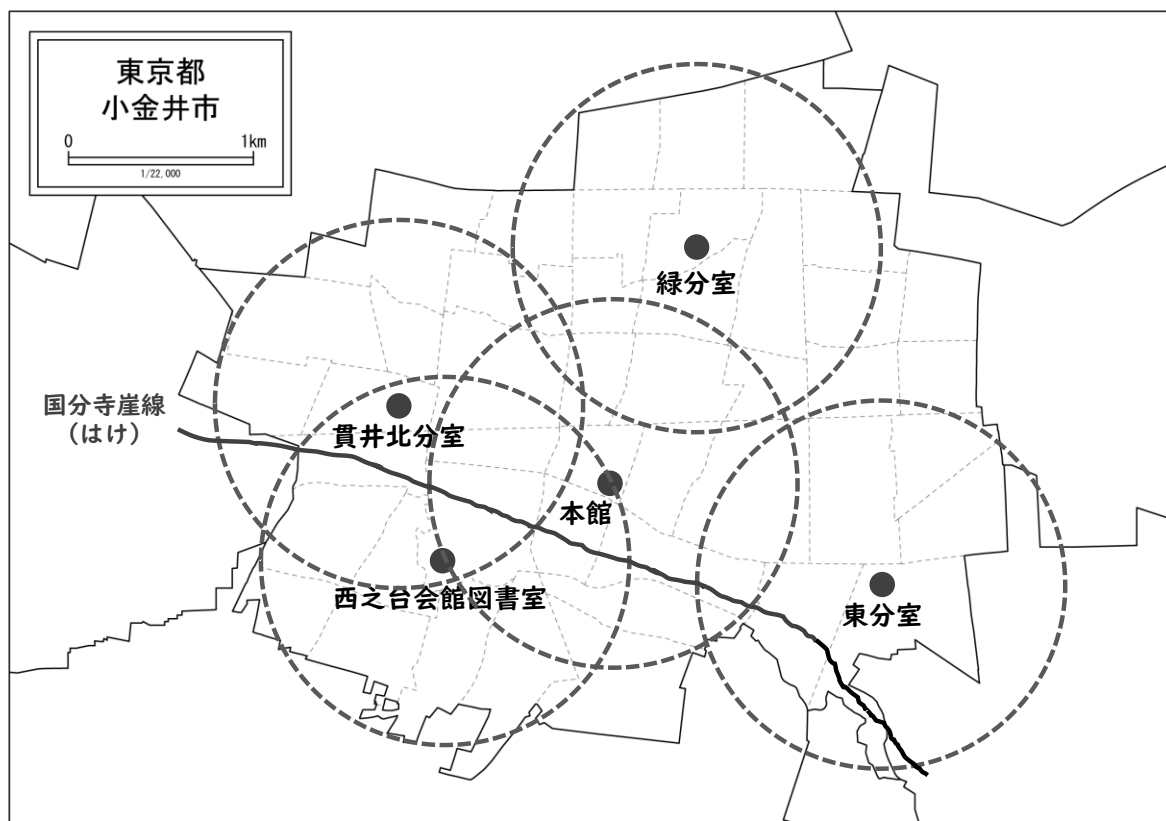 東京都
小金井市
0 1km
1/22,000
緑分室
国分寺崖線
(はけ)
貫井北分室
本館
西之台会館図書室
東分室